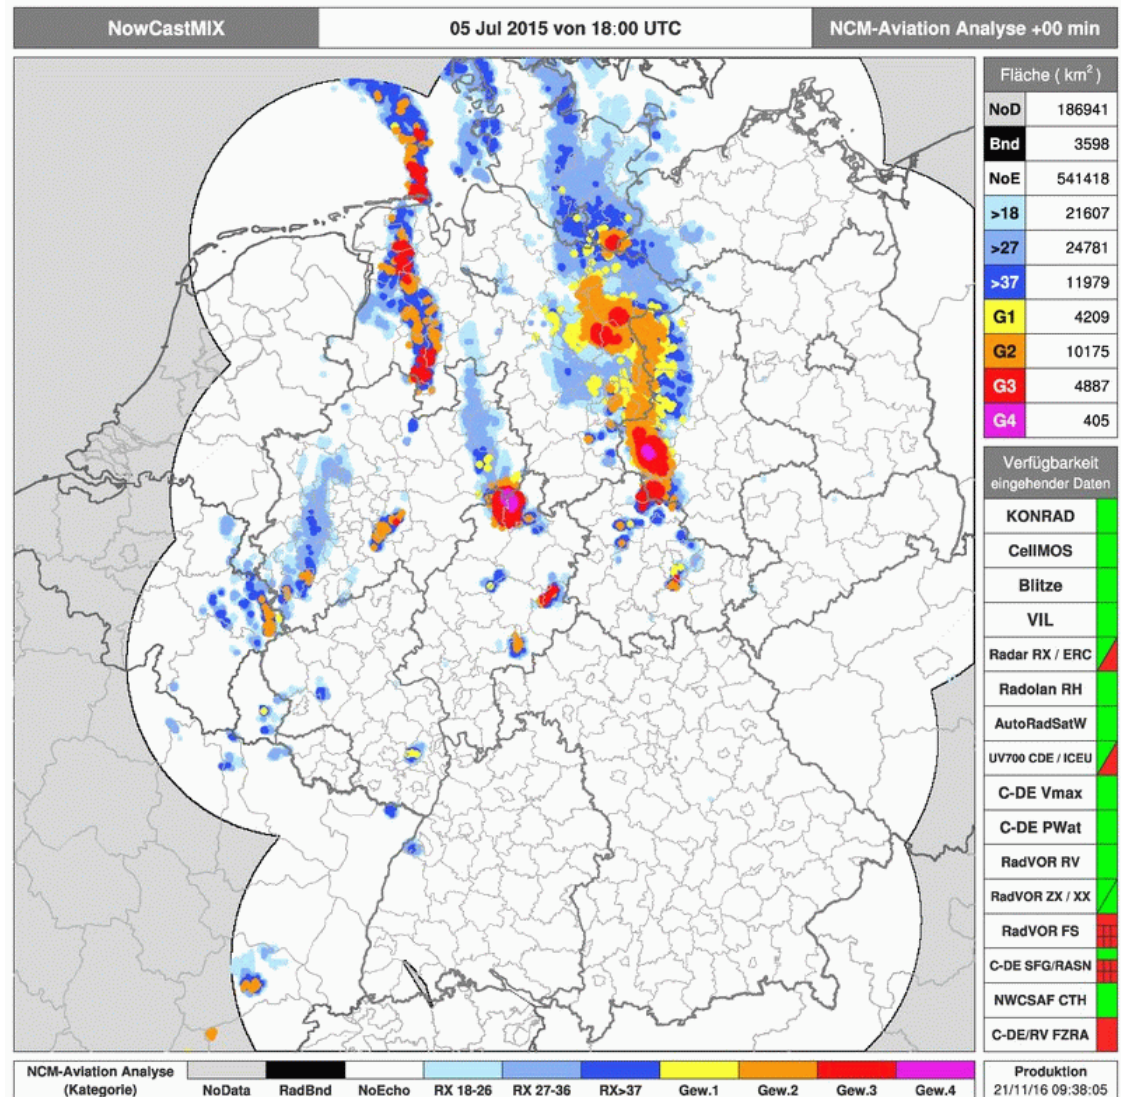 NowCastMIX
05 Jul 2015 von 18:00 UTC
NCM-Aviation Analyse +00 min
Fläche ( km² )
NoD 186941
Bnd 3598
NoE 541418
>18 21607
>27 24781
>37 11979
G1 4209
G2 10175
G3 4887
G4 405
Verfügbarkeit
eingehender Daten
KONRAD
CellMOS
Blitze
VIL
Radar RX / ERC
Radolan RH
AutoRadSatW
UV700 CDE / ICEU
C-DE Vmax
C-DE PWat
RadVOR RV
RadVOR ZX / XX
RadVOR FS
C-DE SFG/RASN
NWCSAF CTH
C-DE/RV FZRA
NCM-Aviation Analyse
(Kategorie)
NoData RadBnd NoEcho RX 18-26 RX 27-36 RX>37 Gew.1 Gew.2 Gew.3 Gew.4
Produktion
21/11/16 09:38:05